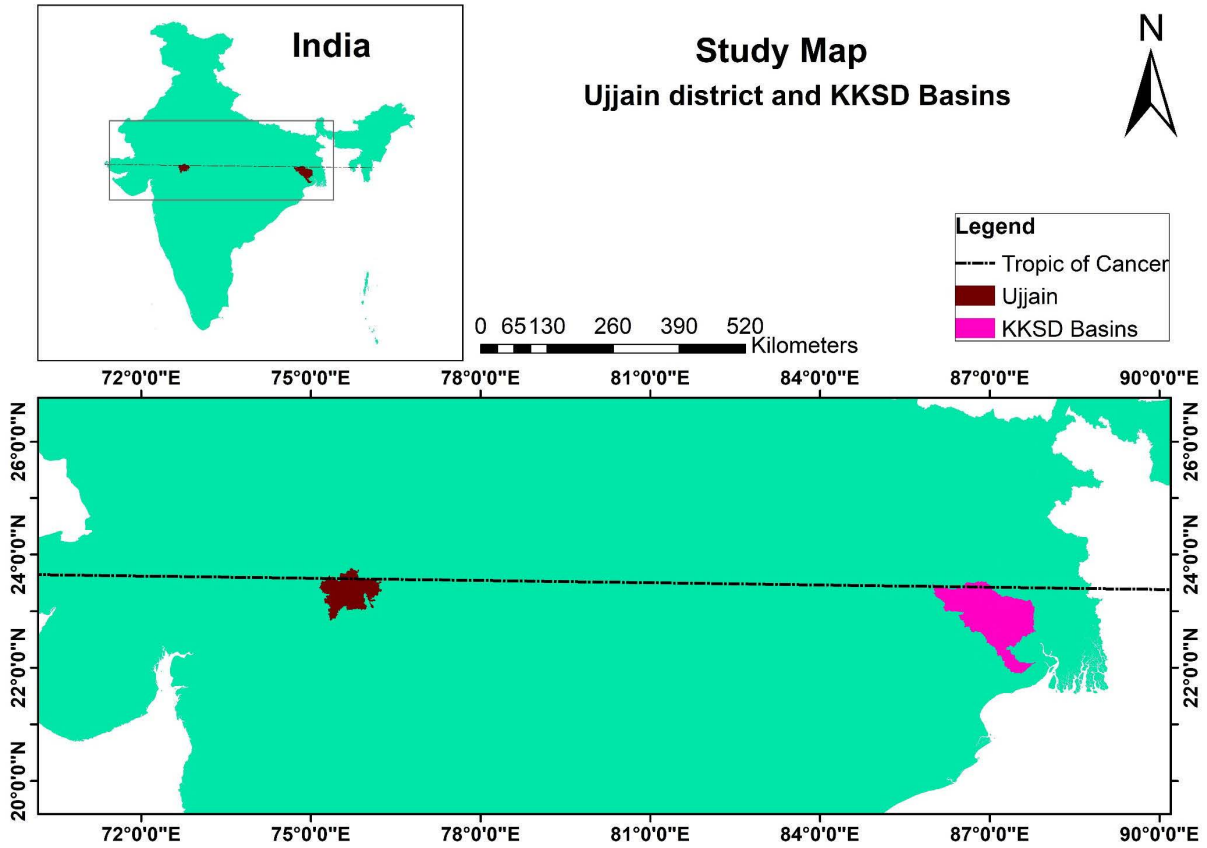 India
Study Map
Ujjain district and KKSD Basins
N
Legend
Tropic of Cancer
Ujjain
KKSD Basins
0 65 130 260 390 520
Kilometers
72°0'0"E 75°0'0"E 78°0'0"E 81°0'0"E 84°0'0"E 87°0'0"E 90°0'0"E
26°0'0"N 26°0'0"N
24°0'0"N 24°0'0"N
22°0'0"N 22°0'0"N
20°0'0"N 20°0'0"N
72°0'0"E 75°0'0"E 78°0'0"E 81°0'0"E 84°0'0"E 87°0'0"E 90°0'0"E